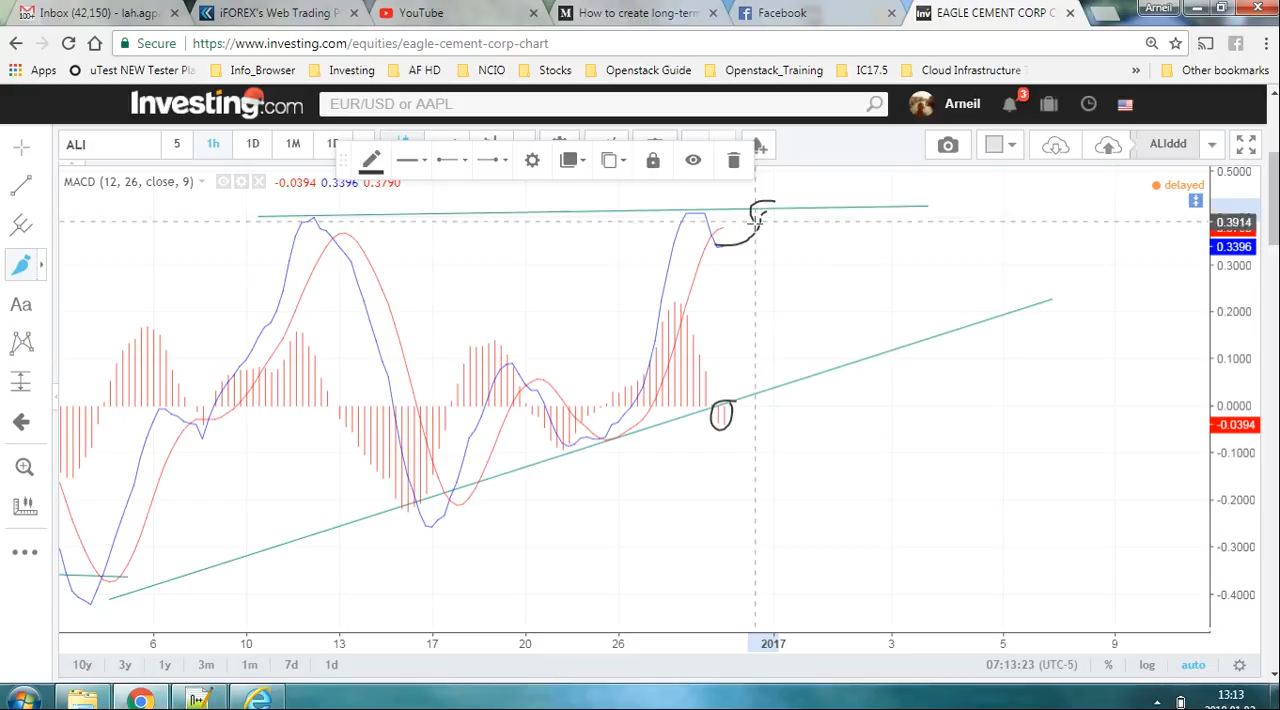 Inbox (42,150) - lah.agp
iFOREX's Web Trading P
YouTube
How to create long-term
Facebook
EAGLE CEMENT CORP C
Arneil
Secure
https://www.investing.com/equities/eagle-cement-corp-chart
Apps
uTest NEW Tester Pla
Info_Browser
Investing
AF HD
NCIO
Stocks
Openstack Guide
Openstack_Training
IC17.5
Cloud Infrastructure
»
Other bookmarks
Investing.com
EUR/USD or AAPL
Arneil
3
ALI
5
1h
1D
1M
ALIddd
MACD (12, 26, close, 9)
-0.0394 0.3396 0.3790
delayed
Aa
0.5000
0.3914
0.3396
0.3000
0.2000
0.1000
0.0000
-0.0394
-0.1000
-0.2000
-0.3000
-0.4000
6
10
13
17
20
26
2017
3
5
9
10y
3y
1y
3m
1m
7d
1d
07:13:23 (UTC-5)
%
log
auto
13:13